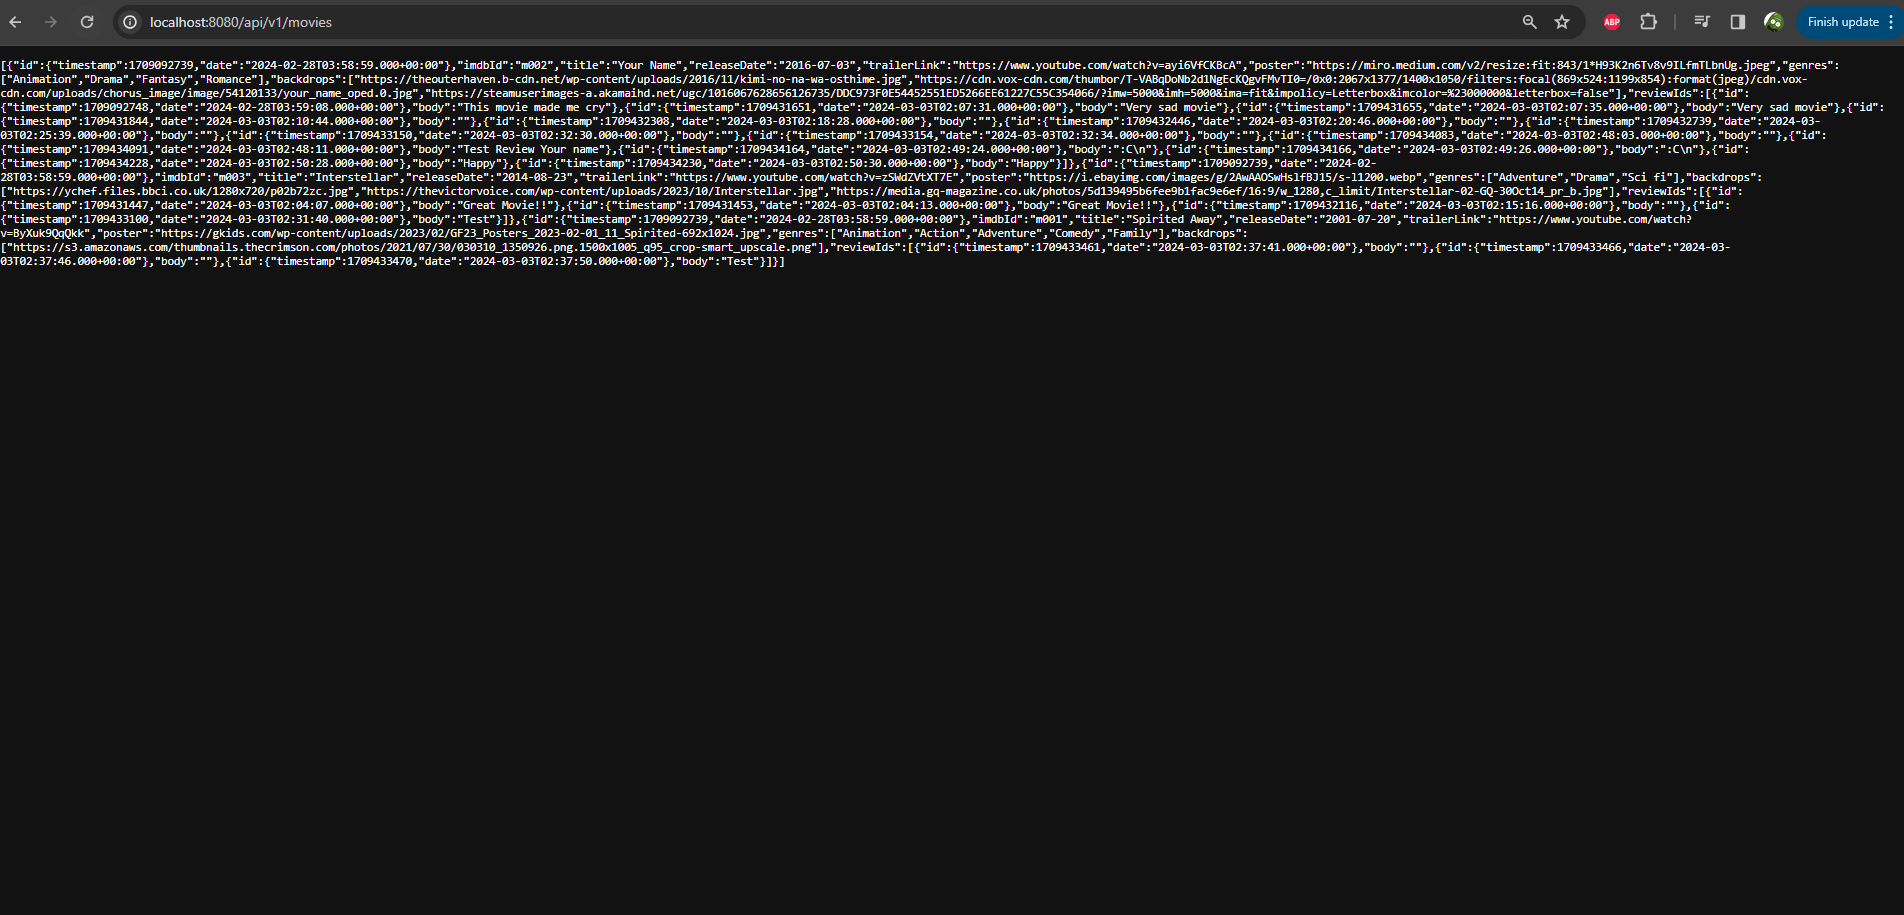 localhost:8080/api/v1/movies
ABP
Finish update
[{"id":{"timestamp":1709092739,"date":"2024-02-28T03:58:59.000+00:00"},"imdbId":"m002","title":"Your Name","releaseDate":"2016-07-03","trailerLink":"https://www.youtube.com/watch?v=ayi6VfCKBcA","poster":"https://miro.medium.com/v2/resize:fit:843/1*H93K2n6Tv8v9ILfmTLbnUg.jpeg","genres":
["Animation","Drama","Fantasy","Romance"],"backdrops":["https://theouterhaven.b-cdn.net/wp-content/uploads/2016/11/kimi-no-na-wa-osthime.jpg","https://cdn.vox-cdn.com/thumbor/T-VABqDoNb2d1NgEcKQgvFMvTI0=/0x0:2067x1377/1400x1050/filters:focal(869x524:1199x854):format(jpeg)/cdn.vox-
cdn.com/uploads/chorus_image/image/54120133/your_name_oped.0.jpg","https://steamuserimages-a.akamaihd.net/ugc/1016067628656126735/DDC973F0E54452551ED5266EE61227C55C354066/?imw=5000&imh=5000&ima=fit&impolicy=Letterbox&imcolor=%23000000&letterbox=false"],"reviewIds":[{"id":
{"timestamp":1709092748,"date":"2024-02-28T03:59:08.000+00:00"},"body":"This movie made me cry"},{"id":{"timestamp":1709431651,"date":"2024-03-03T02:07:31.000+00:00"},"body":"Very sad movie"},{"id":{"timestamp":1709431655,"date":"2024-03-03T02:07:35.000+00:00"},"body":"Very sad movie"},{"id":
{"timestamp":1709431844,"date":"2024-03-03T02:10:44.000+00:00"},"body":""},{"id":{"timestamp":1709432308,"date":"2024-03-03T02:18:28.000+00:00"},"body":""},{"id":{"timestamp":1709432446,"date":"2024-03-03T02:20:46.000+00:00"},"body":""},{"id":{"timestamp":1709432739,"date":"2024-03-
03T02:25:39.000+00:00"},"body":""},{"id":{"timestamp":1709433150,"date":"2024-03-03T02:32:30.000+00:00"},"body":""},{"id":{"timestamp":1709433154,"date":"2024-03-03T02:32:34.000+00:00"},"body":""},{"id":{"timestamp":1709434083,"date":"2024-03-03T02:48:03.000+00:00"},"body":""},{"id":
{"timestamp":1709434091,"date":"2024-03-03T02:48:11.000+00:00"},"body":"Test Review Your name"},{"id":{"timestamp":1709434164,"date":"2024-03-03T02:49:24.000+00:00"},"body":":C\n"},{"id":{"timestamp":1709434166,"date":"2024-03-03T02:49:26.000+00:00"},"body":":C\n"},{"id":
{"timestamp":1709434228,"date":"2024-03-03T02:50:28.000+00:00"},"body":"Happy"},{"id":{"timestamp":1709434230,"date":"2024-03-03T02:50:30.000+00:00"},"body":"Happy"}]},{"id":{"timestamp":1709092739,"date":"2024-02-
28T03:58:59.000+00:00"},"imdbId":"m003","title":"Interstellar","releaseDate":"2014-08-23","trailerLink":"https://www.youtube.com/watch?v=zSWdZVtXT7E","poster":"https://i.ebayimg.com/images/g/2AwAAOSwHslfBJ15/s-l1200.webp","genres":["Adventure","Drama","Sci fi"],"backdrops":
["https://ychef.files.bbci.co.uk/1280x720/p02b72zc.jpg","https://thevictorvoice.com/wp-content/uploads/2023/10/Interstellar.jpg","https://media.gq-magazine.co.uk/photos/5d139495b6fee9b1fac9e6ef/16:9/w_1280,c_limit/Interstellar-02-GQ-30Oct14_pr_b.jpg"],"reviewIds":[{"id":
{"timestamp":1709431447,"date":"2024-03-03T02:04:07.000+00:00"},"body":"Great Movie!!"},{"id":{"timestamp":1709431453,"date":"2024-03-03T02:04:13.000+00:00"},"body":"Great Movie!!"},{"id":{"timestamp":1709432116,"date":"2024-03-03T02:15:16.000+00:00"},"body":""},{"id":
{"timestamp":1709433100,"date":"2024-03-03T02:31:40.000+00:00"},"body":"Test"}]},{"id":{"timestamp":1709092739,"date":"2024-02-28T03:58:59.000+00:00"},"imdbId":"m001","title":"Spirited Away","releaseDate":"2001-07-20","trailerLink":"https://www.youtube.com/watch?
v=ByXuk9QqQkk","poster":"https://gkids.com/wp-content/uploads/2023/02/GF23_Posters_2023-02-01_11_Spirited-692x1024.jpg","genres":["Animation","Action","Adventure","Comedy","Family"],"backdrops":
["https://s3.amazonaws.com/thumbnails.thecrimson.com/photos/2021/07/30/030310_1350926.png.1500x1005_q95_crop-smart_upscale.png"],"reviewIds":[{"id":{"timestamp":1709433461,"date":"2024-03-03T02:37:41.000+00:00"},"body":""},{"id":{"timestamp":1709433466,"date":"2024-03-
03T02:37:46.000+00:00"},"body":""},{"id":{"timestamp":1709433470,"date":"2024-03-03T02:37:50.000+00:00"},"body":"Test"}]}]